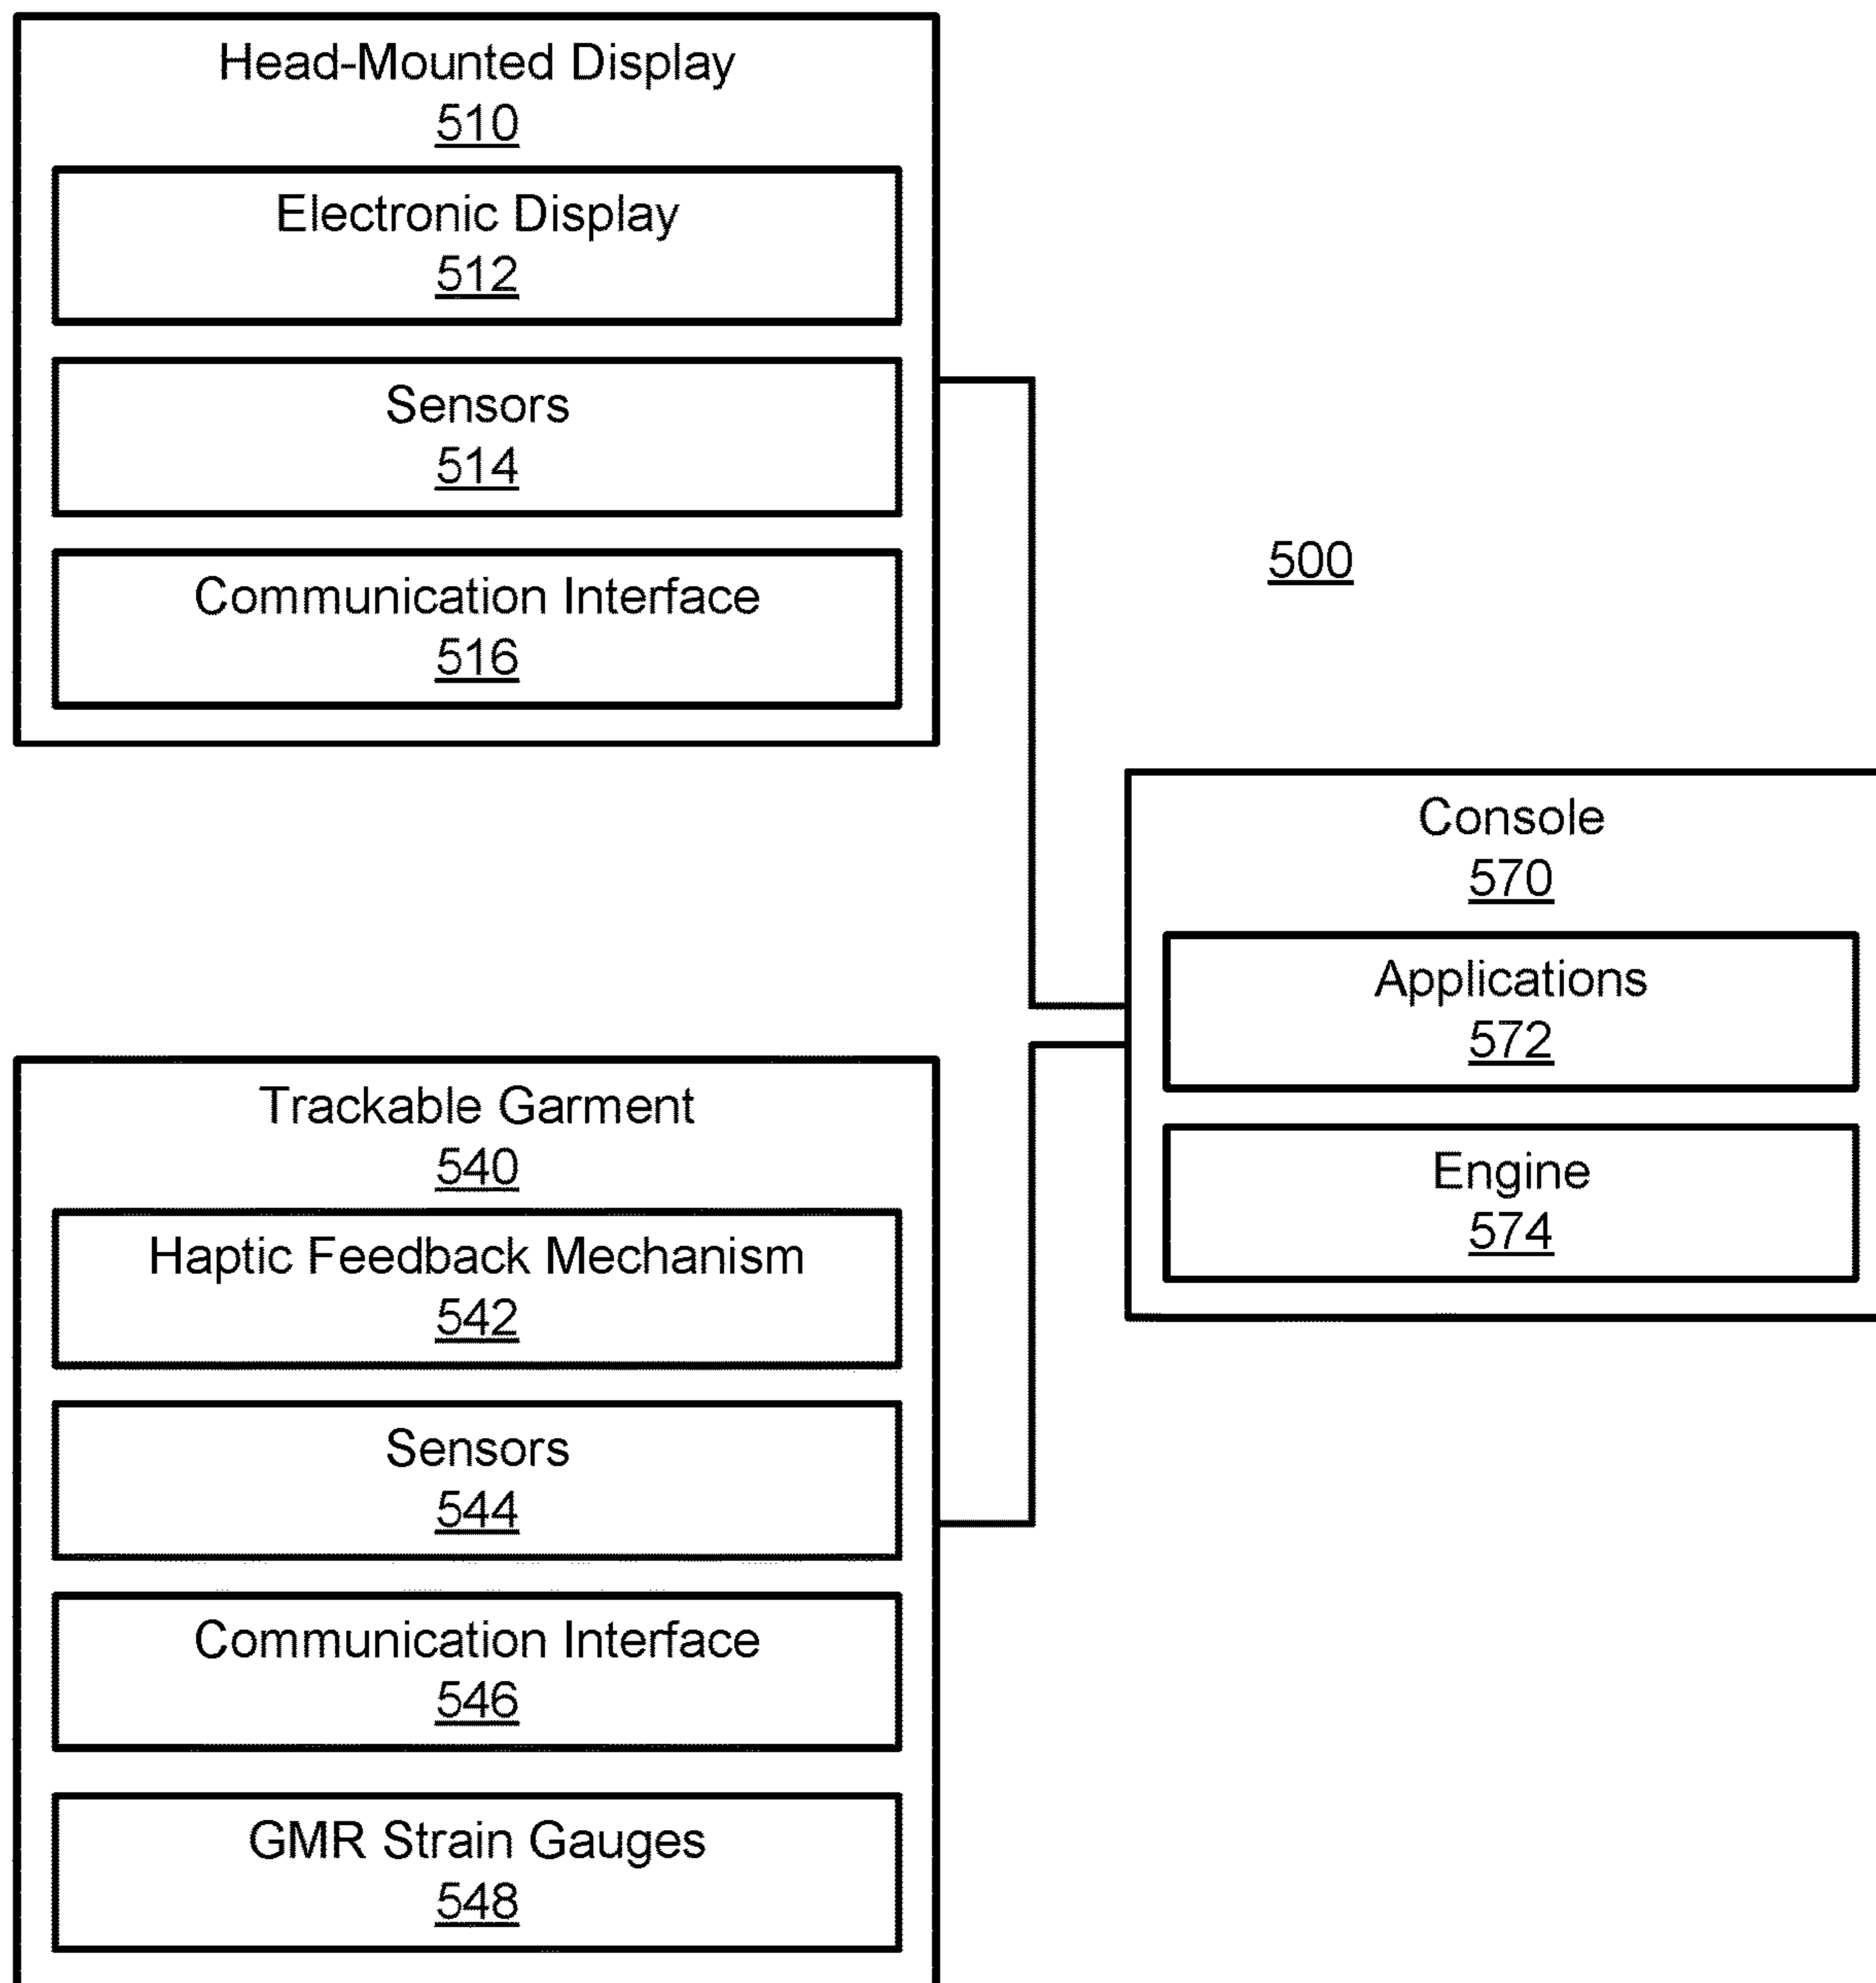 Head-Mounted Display
510
Electronic Display
512
Sensors
514
Communication Interface
516
500
Console
570
Applications
572
Engine
574
Trackable Garment
540
Haptic Feedback Mechanism
542
Sensors
544
Communication Interface
546
GMR Strain Gauges
548